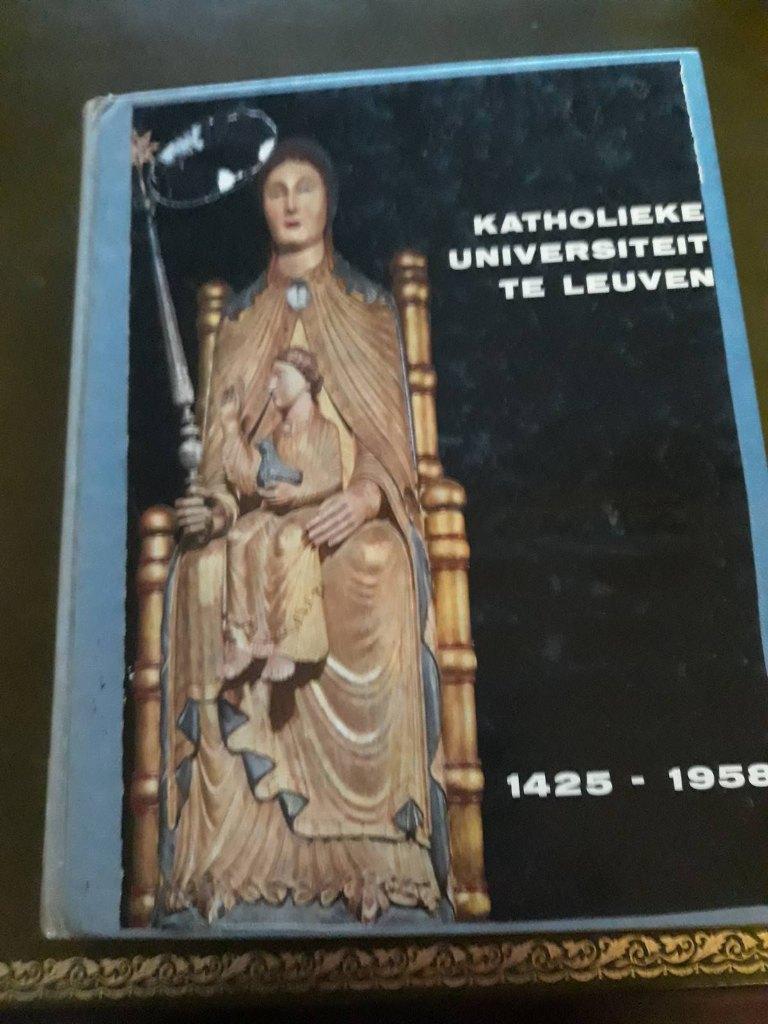 KATHOLIEKE
UNIVERSITEIT
TE LEUVEN
1425 - 1958